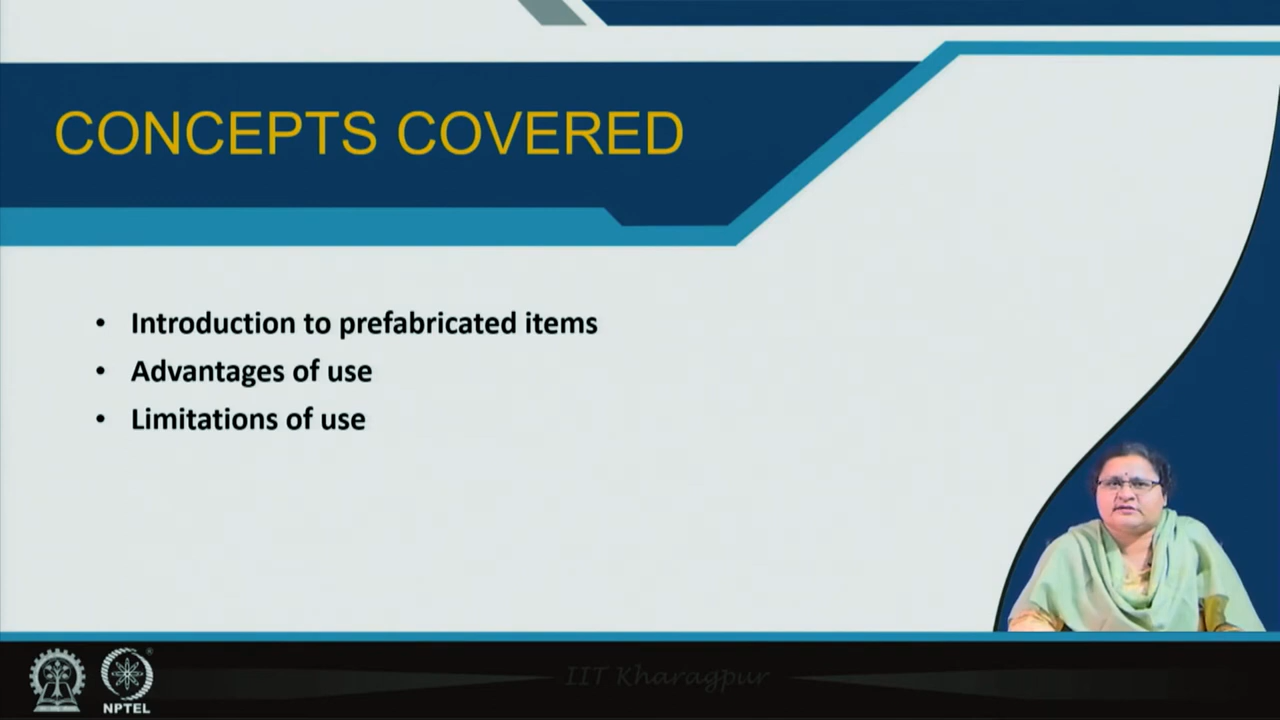 CONCEPTS COVERED
• Introduction to prefabricated items
• Advantages of use
• Limitations of use
IIT Kharagpur
NPTEL